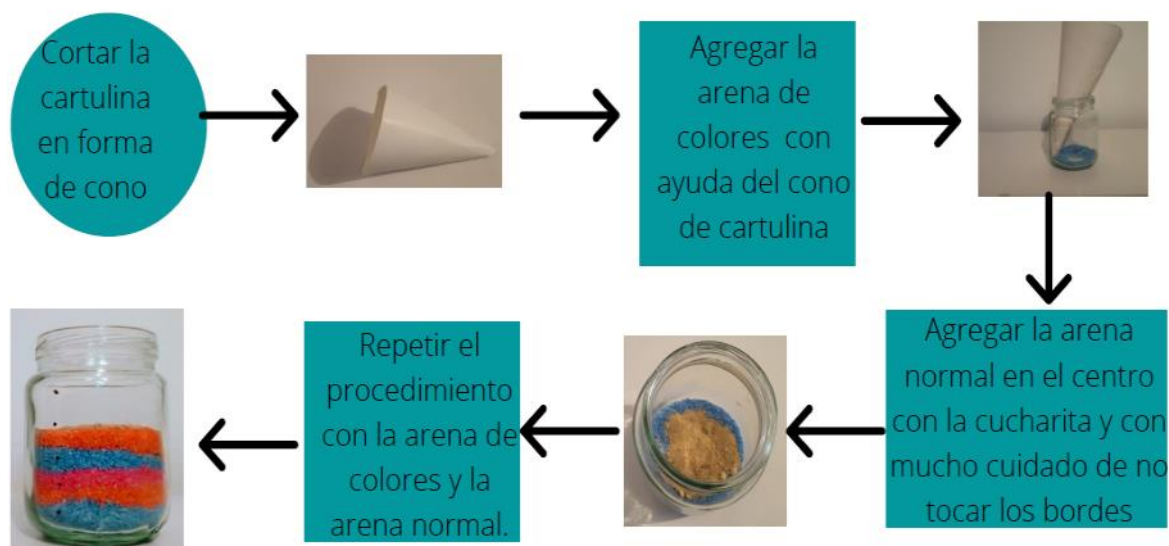 Cortar la
cartulina
en forma
de cono
Agregar la
arena de
colores con
ayuda del cono
de cartulina
Agregar la arena
normal en el centro
con la cucharita y con
mucho cuidado de no
tocar los bordes
Repetir el
procedimiento
con la arena de
colores y la
arena normal.